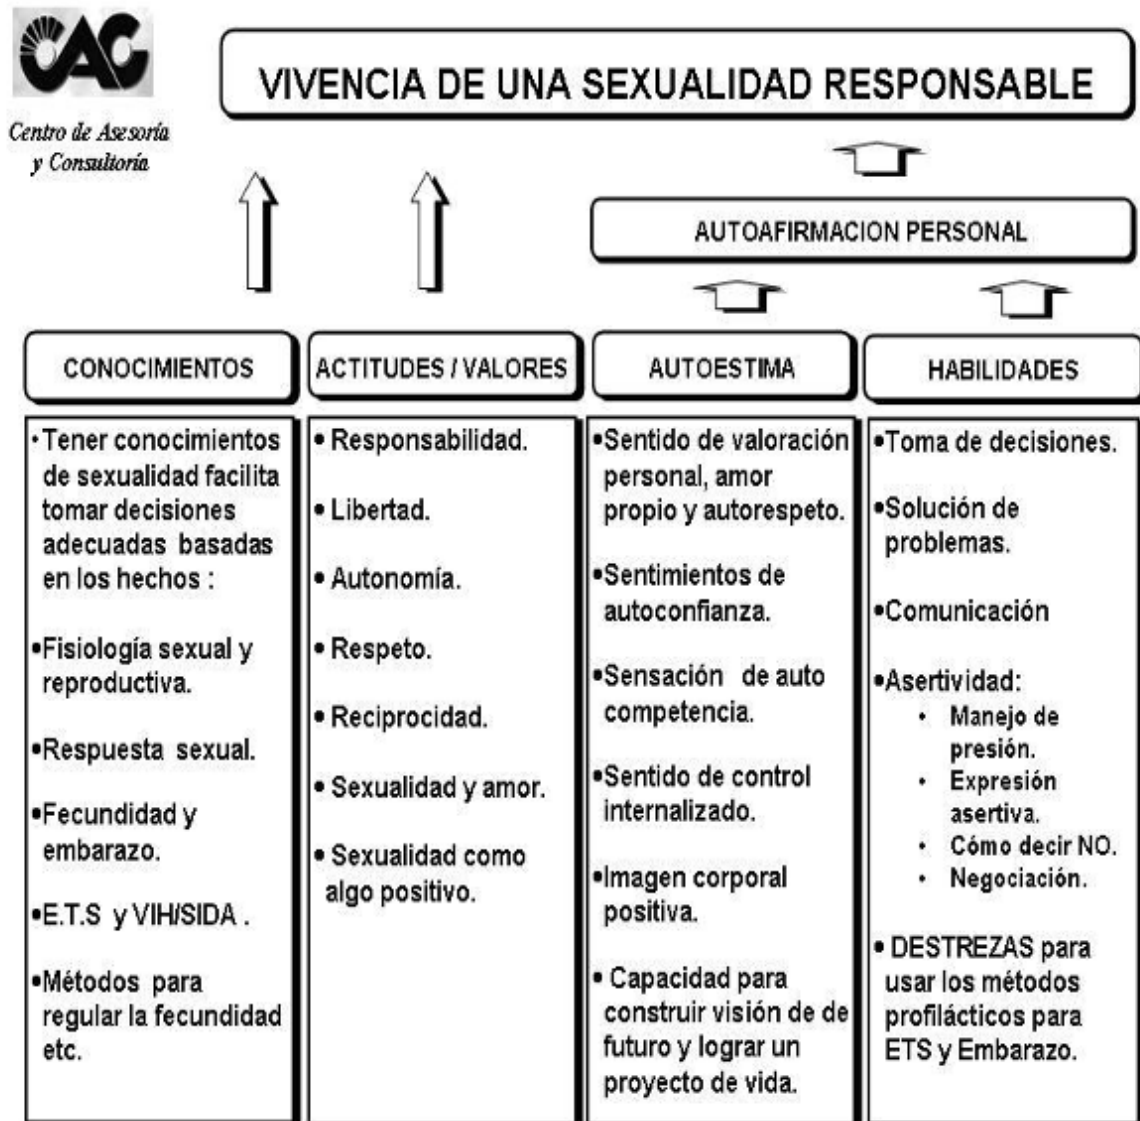 CAC
Centro de Asesoría
y Consultoría
VIVENCIA DE UNA SEXUALIDAD RESPONSABLE
AUTOAFIRMACION PERSONAL
CONOCIMIENTOS
• Tener conocimientos
de sexualidad facilita
tomar decisiones
adecuadas basadas
en los hechos :
•Fisiología sexual y
reproductiva.
•Respuesta sexual.
•Fecundidad y
embarazo.
•E.T.S y VIH/SIDA .
•Métodos para
regular la fecundidad
etc.
ACTITUDES / VALORES
• Responsabilidad.
• Libertad.
• Autonomía.
• Respeto.
• Reciprocidad.
• Sexualidad y amor.
• Sexualidad como
algo positivo.
AUTOESTIMA
•Sentido de valoración
personal, amor
propio y autorespeto.
•Sentimientos de
autoconfianza.
•Sensación de auto
competencia.
•Sentido de control
internalizado.
•Imagen corporal
positiva.
• Capacidad para
construir visión de de
futuro y lograr un
proyecto de vida.
HABILIDADES
•Toma de decisiones.
•Solución de
problemas.
•Comunicación
•Asertividad:
• Manejo de
presión.
• Expresión
asertiva.
• Cómo decir NO.
• Negociación.
• DESTREZAS para
usar los métodos
profilácticos para
ETS y Embarazo.